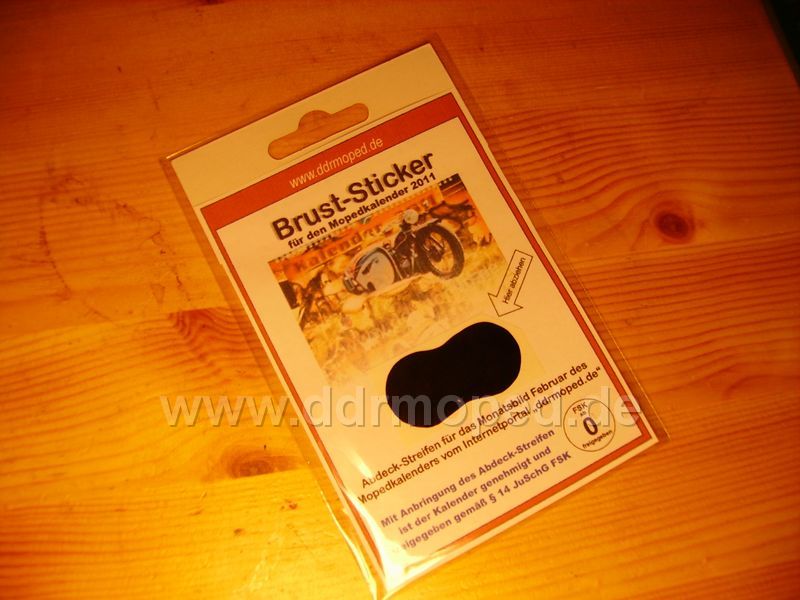 www.ddrmoped.de
Brust-Sticker
für den Mopedkalender 2011
Kalender
Hier abziehen
Abdeck-Streifen für das Monatsbild Februar des
Mopedkalenders vom Internetportal „ddrmoped.de“
FSK
ab
0
freigegeben
Mit Anbringung des Abdeck-Streifen
ist der Kalender genehmigt und
freigegeben gemäß § 14 JuSchG FSK
www.ddrmoped.de